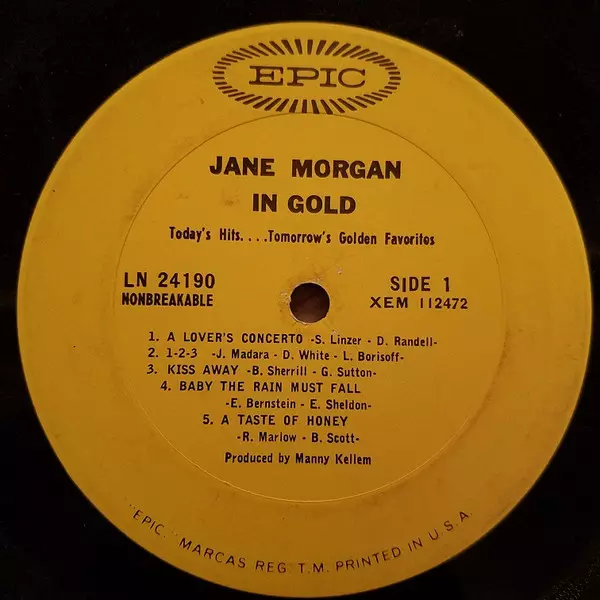 EPIC
JANE MORGAN
IN GOLD
Today's Hits....Tomorrow's Golden Favorites
LN 24190
NONBREAKABLE
SIDE 1
XEM 112472
1. A LOVER'S CONCERTO -S. Linzer - D. Randell-
2. 1-2-3 -J. Madara - D. White - L. Borisoff-
3. KISS AWAY -B. Sherrill - G. Sutton-
4. BABY THE RAIN MUST FALL
-E. Bernstein - E. Sheldon-
5. A TASTE OF HONEY
-R. Marlow - B. Scott-
Produced by Manny Kellem
"EPIC," MARCAS REG. T.M. PRINTED IN U.S.A.